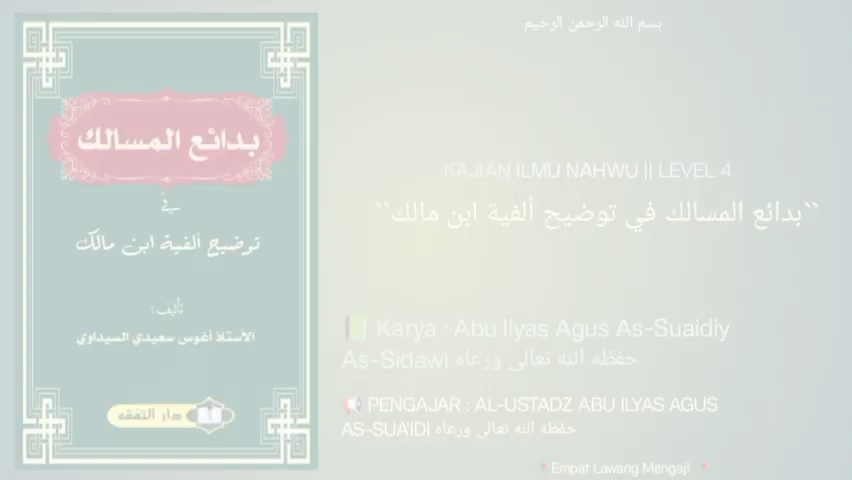 بدائع المسالك
في
توضيح ألفية ابن مالك
تأليف:
الأستاذ أغوس سعيدي السيداوي
دار التفقه
بسم الله الرحمن الرحيم
KAJIAN ILMU NAHWU || LEVEL 4
``بدائع المسالك في توضيح ألفية ابن مالك``
📗 Karya : Abu Ilyas Agus As-Suaidiy
As-Sidawi حفظه الله تعالى ورعاه
📢 PENGAJAR : AL-USTADZ ABU ILYAS AGUS
AS-SUA'IDI حفظه الله تعالى ورعاه
Empat Lawang Mengaji